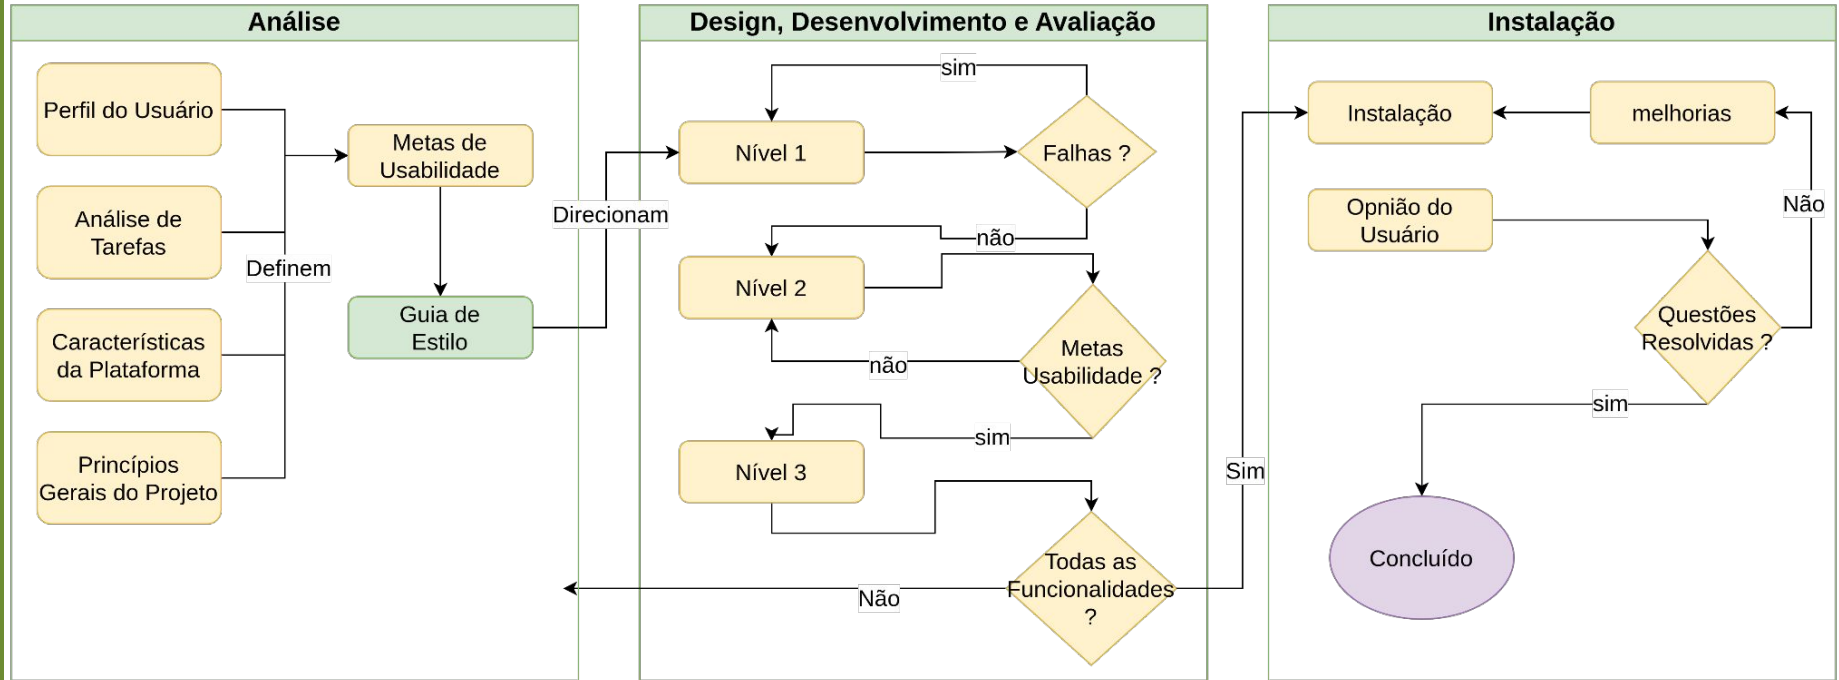 Análise
Perfil do Usuário
Análise de
Tarefas
Características
da Plataforma
Princípios
Gerais do Projeto
Definem
Metas de
Usabilidade
Guia de
Estilo
Direcionam
Design, Desenvolvimento e Avaliação
sim
Nível 1
Falhas ?
não
Nível 2
Metas
Usabilidade ?
não
sim
Nível 3
Todas as
Funcionalidades
?
Não
Sim
Instalação
Instalação
melhorias
Opnião do
Usuário
Não
Questões
Resolvidas ?
sim
Concluído